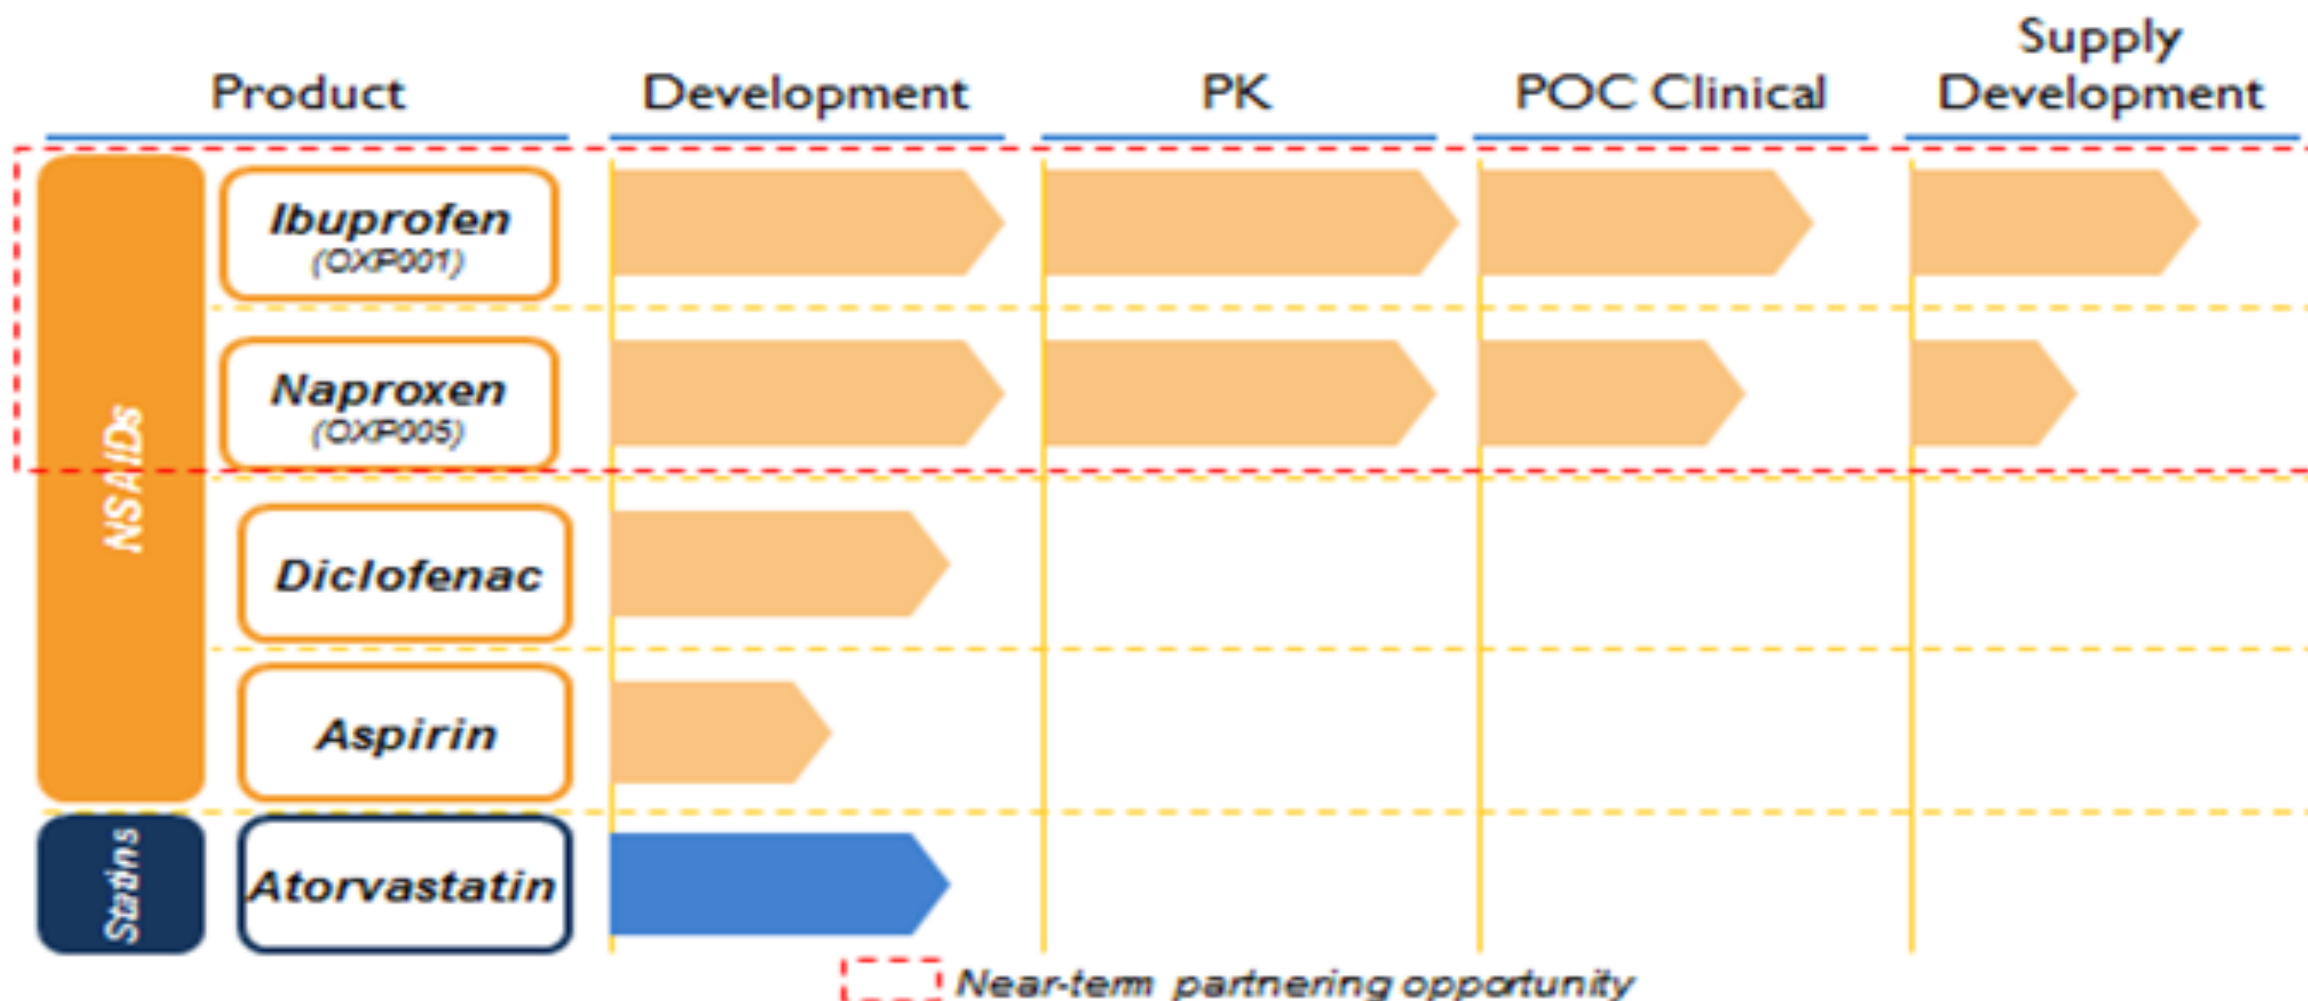 Product
Development
PK
POC Clinical
Supply
Development
NSAIDs
Ibuprofen
(OXP001)
Naproxen
(OXP005)
Diclofenac
Aspirin
Statins
Atorvastatin
Near-term partnering opportunity